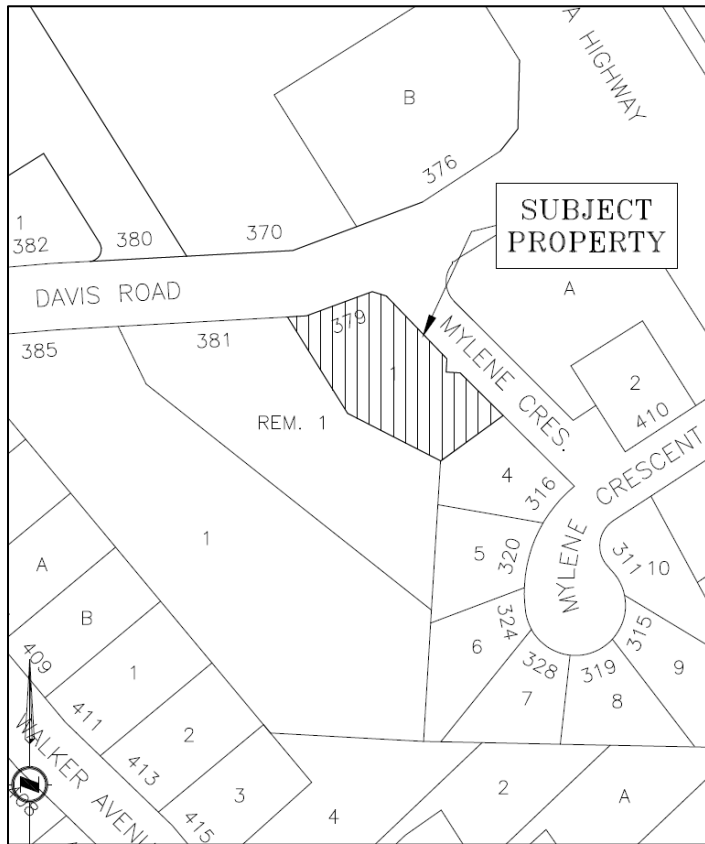 A HIGHWAY
B
376
SUBJECT
PROPERTY
1
382
380
370
A
DAVIS ROAD
379
385
381
1
MYLENE CRES.
2
410
REM. 1
4
316
MYLENE CRESCENT
5
320
311
10
1
A
B
6
324
315
9
328
319
7
8
409
1
411
2
413
3
415
WALKER AVENU
4
2
A